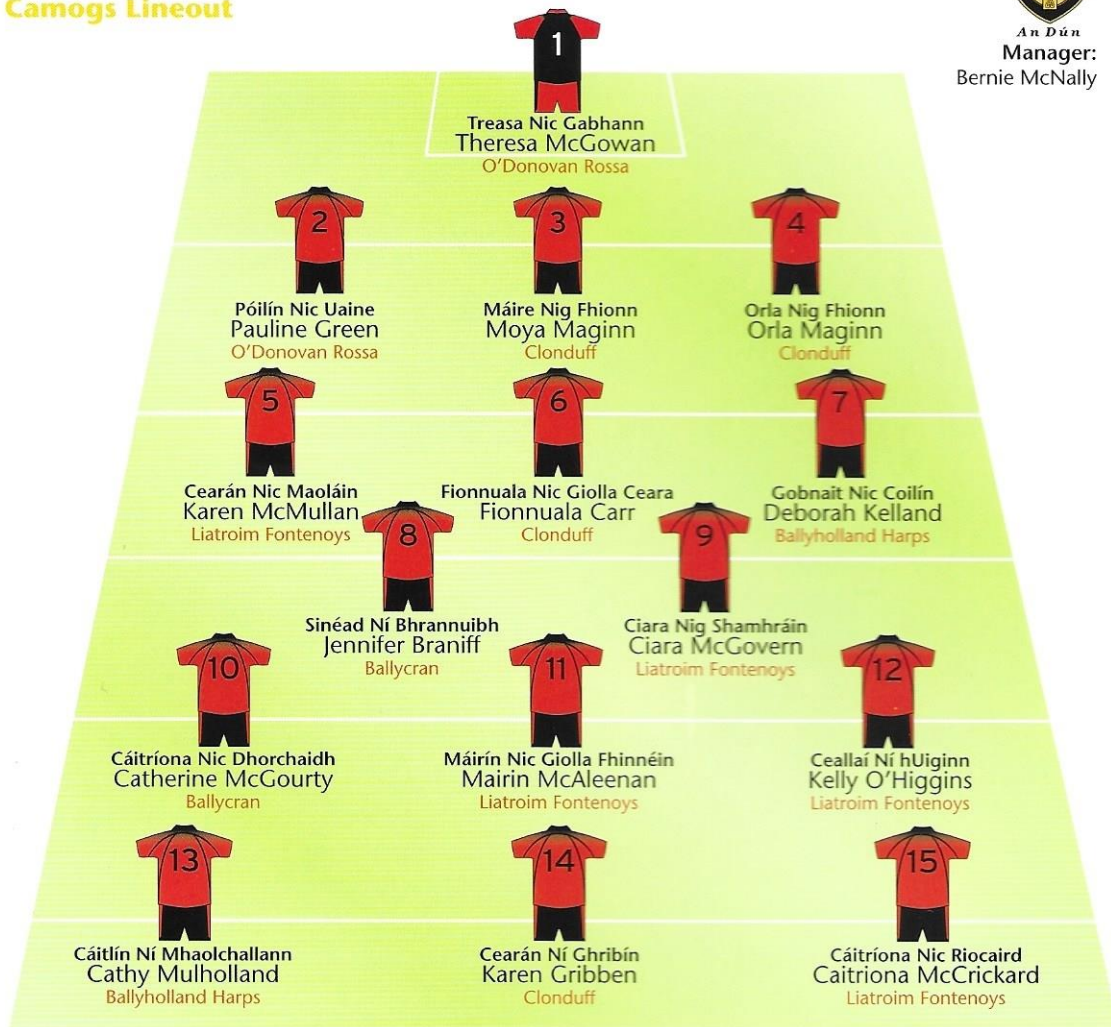 Camogs Lineout
An Dún
Manager:
Bernie McNally
1
Treasa Nic Gabhann
Theresa McGowan
O'Donovan Rossa
2
3
4
Póilín Nic Uaine
Pauline Green
O'Donovan Rossa
Máire Nig Fhionn
Moya Maginn
Clonduff
Orla Nig Fhionn
Orla Maginn
Clonduff
5
6
7
Cearán Nic Maoláin
Karen McMullan
Liatroim Fontenoys
Fionnuala Nic Giolla Ceara
Fionnuala Carr
Clonduff
Gobnait Nic Coilín
Deborah Kelland
Ballyholland Harps
8
9
Sinéad Ní Bhrannuibh
Jennifer Braniff
Ballycran
Ciara Nig Shamhráin
Ciara McGovern
Liatroim Fontenoys
10
11
12
Cáitríona Nic Dhorchaidh
Catherine McGourty
Ballycran
Máirín Nic Giolla Fhinnéin
Mairin McAleenan
Liatroim Fontenoys
Ceallaí Ní hUiginn
Kelly O'Higgins
Liatroim Fontenoys
13
14
15
Cáitlín Ní Mhaolchallann
Cathy Mulholland
Ballyholland Harps
Cearán Ní Ghribín
Karen Gribben
Clonduff
Cáitríona Nic Riocaird
Caitriona McCrickard
Liatroim Fontenoys